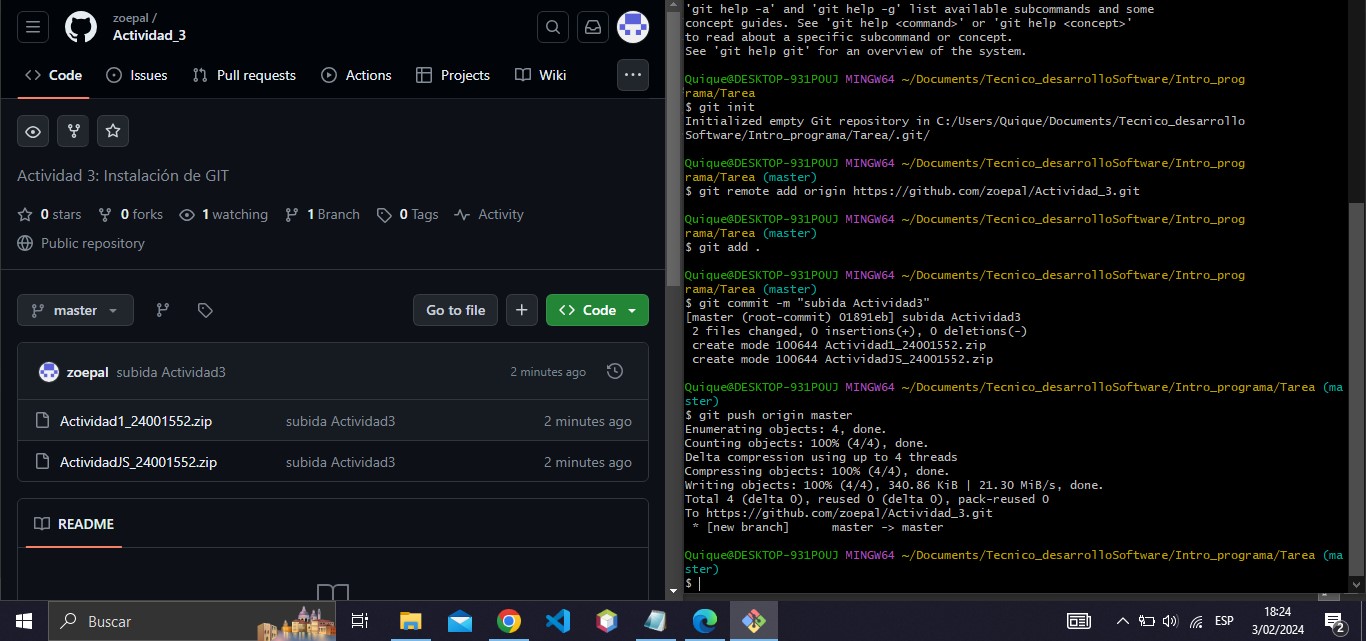 zoepal /
Actividad_3
Code Issues Pull requests Actions Projects Wiki
Actividad 3: Instalación de GIT
0 stars 0 forks 1 watching 1 Branch 0 Tags Activity
Public repository
master Go to file Code
zoepal subida Actividad3 2 minutes ago
Actividad1_24001552.zip subida Actividad3 2 minutes ago
ActividadJS_24001552.zip subida Actividad3 2 minutes ago
README
'git help -a' and 'git help -g' list available subcommands and some
concept guides. See 'git help <command>' or 'git help <concept>'
to read about a specific subcommand or concept.
See 'git help git' for an overview of the system.
Quique@DESKTOP-931POUJ MINGW64 ~/Documents/Tecnico_desarrolloSoftware/Intro_prog
rama/Tarea
$ git init
Initialized empty Git repository in C:/Users/Quique/Documents/Tecnico_desarrollo
Software/Intro_programa/Tarea/.git/
Quique@DESKTOP-931POUJ MINGW64 ~/Documents/Tecnico_desarrolloSoftware/Intro_prog
rama/Tarea (master)
$ git remote add origin https://github.com/zoepal/Actividad_3.git
Quique@DESKTOP-931POUJ MINGW64 ~/Documents/Tecnico_desarrolloSoftware/Intro_prog
rama/Tarea (master)
$ git add .
Quique@DESKTOP-931POUJ MINGW64 ~/Documents/Tecnico_desarrolloSoftware/Intro_prog
rama/Tarea (master)
$ git commit -m "subida Actividad3"
[master (root-commit) 01891eb] subida Actividad3
2 files changed, 0 insertions(+), 0 deletions(-)
create mode 100644 Actividad1_24001552.zip
create mode 100644 ActividadJS_24001552.zip
Quique@DESKTOP-931POUJ MINGW64 ~/Documents/Tecnico_desarrolloSoftware/Intro_programa/Tarea (ma
ster)
$ git push origin master
Enumerating objects: 4, done.
Counting objects: 100% (4/4), done.
Delta compression using up to 4 threads
Compressing objects: 100% (4/4), done.
Writing objects: 100% (4/4), 340.86 KiB | 21.30 MiB/s, done.
Total 4 (delta 0), reused 0 (delta 0), pack-reused 0
To https://github.com/zoepal/Actividad_3.git
* [new branch] master -> master
Quique@DESKTOP-931POUJ MINGW64 ~/Documents/Tecnico_desarrolloSoftware/Intro_programa/Tarea (ma
ster)
$
Buscar
ESP
18:24
3/02/2024
2